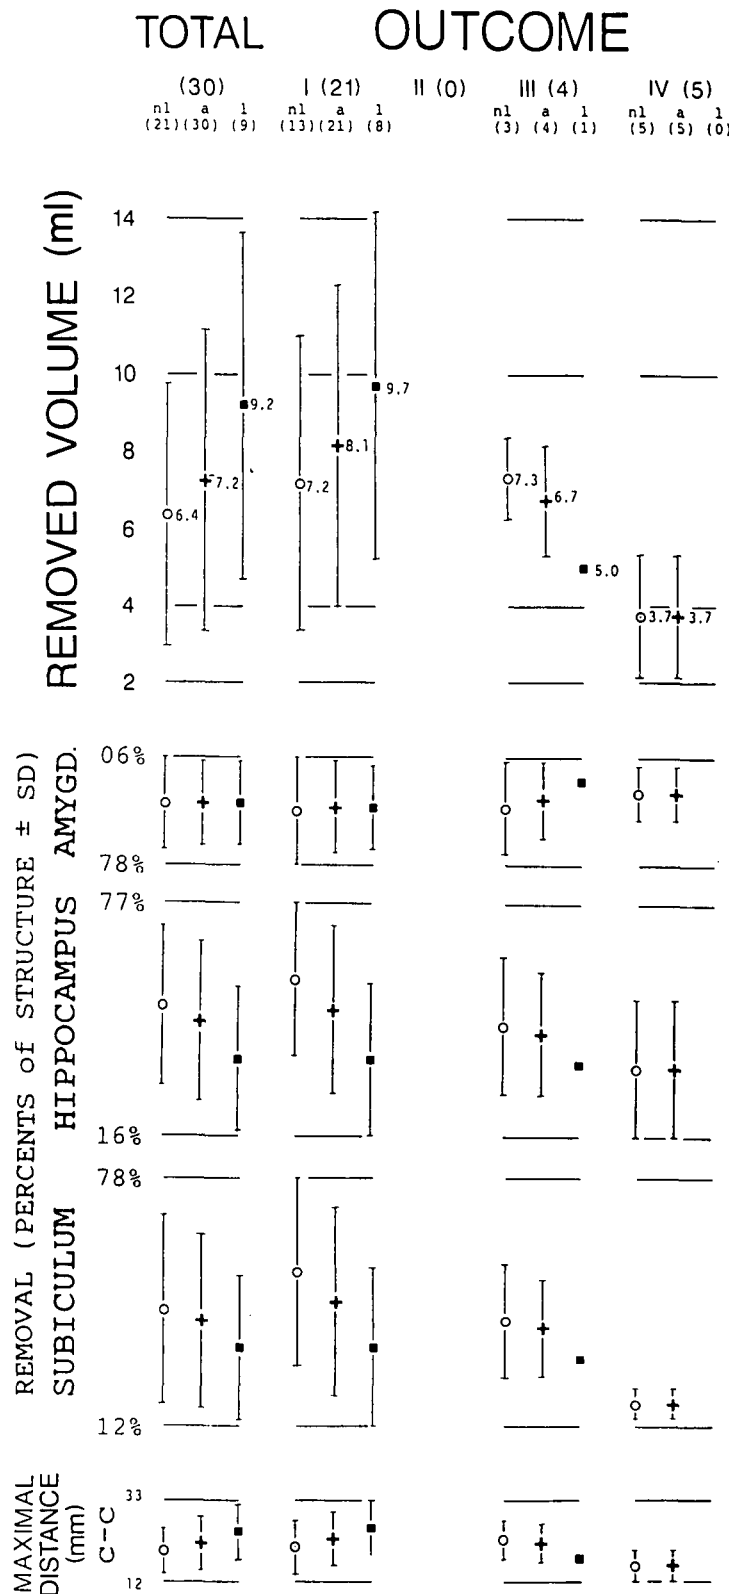 TOTAL OUTCOME
(30) I (21) II (0) III (4) IV (5)
nl a l nl a l nl a l nl a l
(21) (30) (9) (13) (21) (8) (3) (4) (1) (5) (5) (0)
REMOVED VOLUME (ml)
14
12
10
8
6
4
2
6.4
7.2
9.2
7.2
8.1
9.7
7.3
6.7
5.0
3.7
3.7
REMOVAL (PERCENTS of STRUCTURE ± SD)
AMYGD.
06%
78%
HIPPOCAMPUS
77%
16%
SUBICULUM
78%
12%
MAXIMAL
DISTANCE
(mm)
C-C
33
12